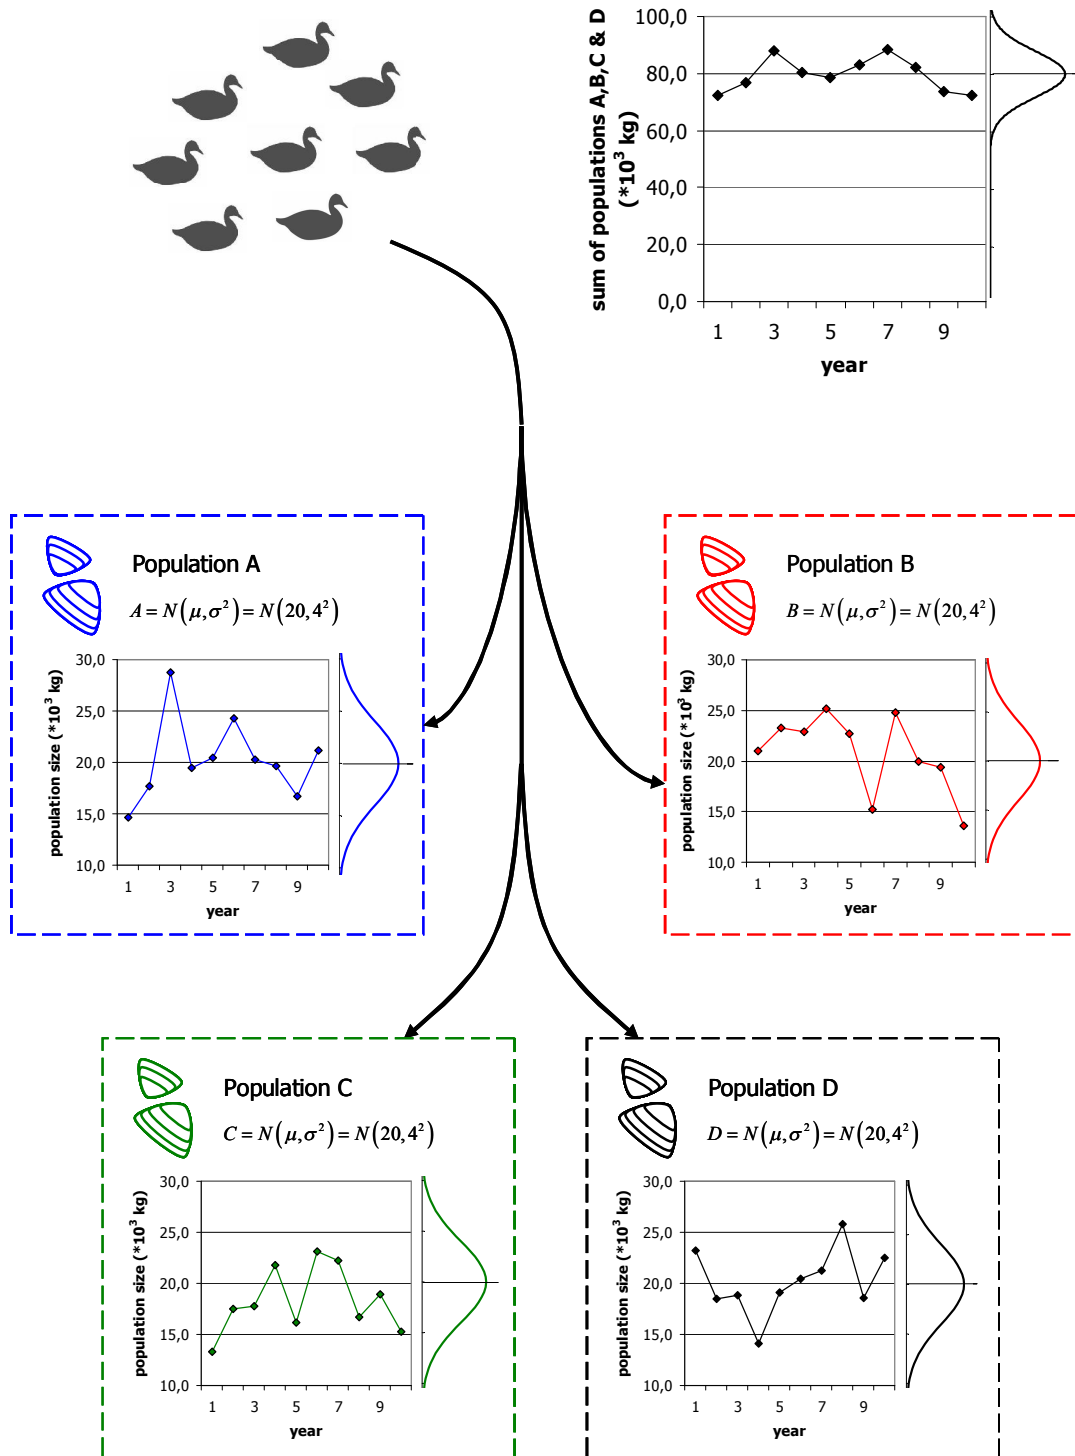 sum of populations A,B,C & D
(*10³ kg)
100,0
80,0
60,0
40,0
20,0
0,0
1 3 5 7 9
year
Population A
A = N(μ,σ²) = N(20,4²)
population size (*10³ kg)
30,0
25,0
20,0
15,0
10,0
1 3 5 7 9
year
Population B
B = N(μ,σ²) = N(20,4²)
population size (*10³ kg)
30,0
25,0
20,0
15,0
10,0
1 3 5 7 9
year
Population C
C = N(μ,σ²) = N(20,4²)
population size (*10³ kg)
30,0
25,0
20,0
15,0
10,0
1 3 5 7 9
year
Population D
D = N(μ,σ²) = N(20,4²)
population size (*10³ kg)
30,0
25,0
20,0
15,0
10,0
1 3 5 7 9
year